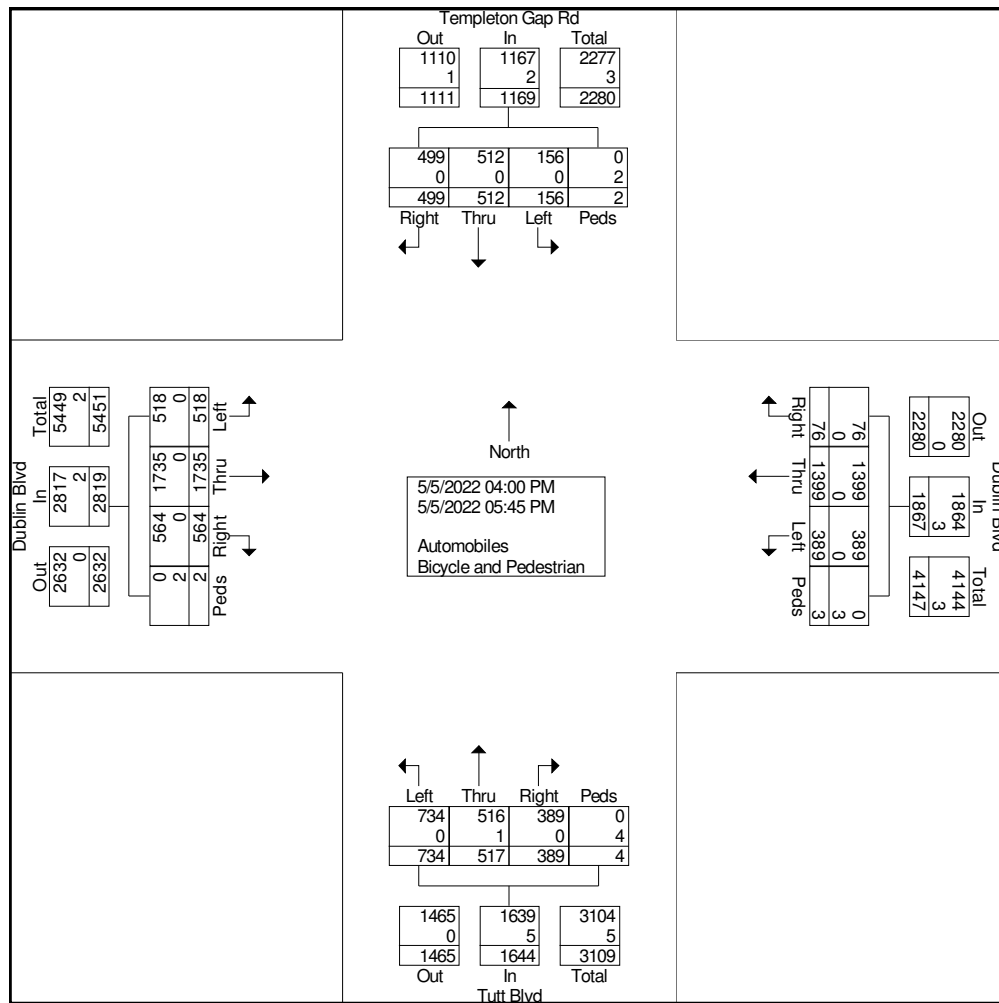 Templeton Gap Rd
Out In Total
1110 1167 2277
1 2 3
1111 1169 2280
499 512 156 0
0 0 0 2
499 512 156 2
Right Thru Left Peds
Dublin Blvd
Total In Out
5449 2817 2632
2 2 0
5451 2819 2632
518 1735 564 0
0 0 0 2
518 1735 564 2
Left Thru Right Peds
North
5/5/2022 04:00 PM
5/5/2022 05:45 PM
Automobiles
Bicycle and Pedestrian
Right Thru Left Peds
76 1399 389 0
0 0 0 3
76 1399 389 3
Out In Total
2280 1864 4144
0 3 3
2280 1867 4147
Dublin Blvd
Left Thru Right Peds
734 516 389 0
0 1 0 4
734 517 389 4
1465 1639 3104
0 5 5
1465 1644 3109
Out In Total
Tutt Blvd